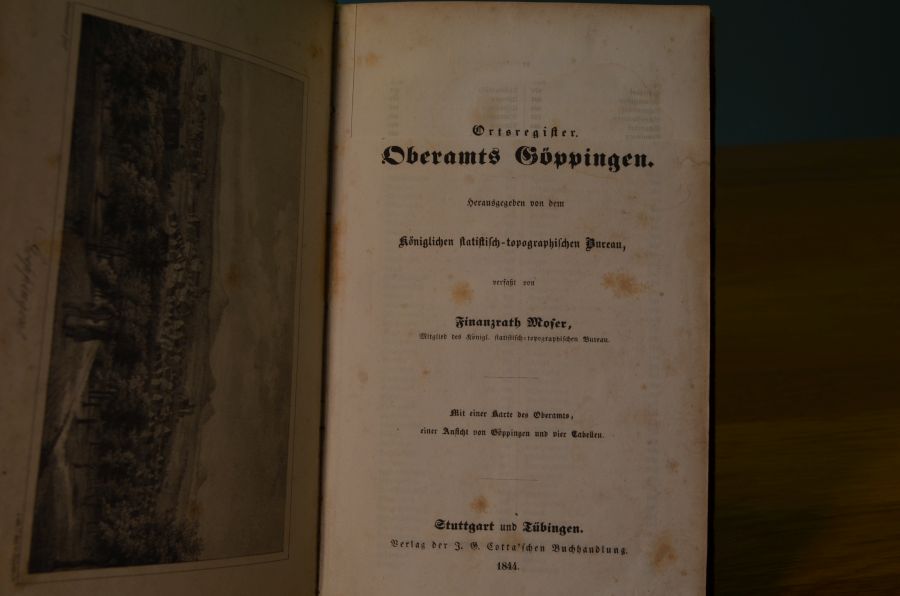 Göppingen
Ortsregister.
Oberamts Göppingen.
Herausgegeben von dem
Königlichen statistisch-topographischen Bureau,
verfaßt von
Finanzrath Moser,
Mitglied des Königl. statistisch-topographischen Bureau.
Mit einer Karte des Oberamts,
einer Ansicht von Göppingen und vier Tabellen.
Stuttgart und Tübingen.
Verlag der J. G. Cotta'schen Buchhandlung.
1844.